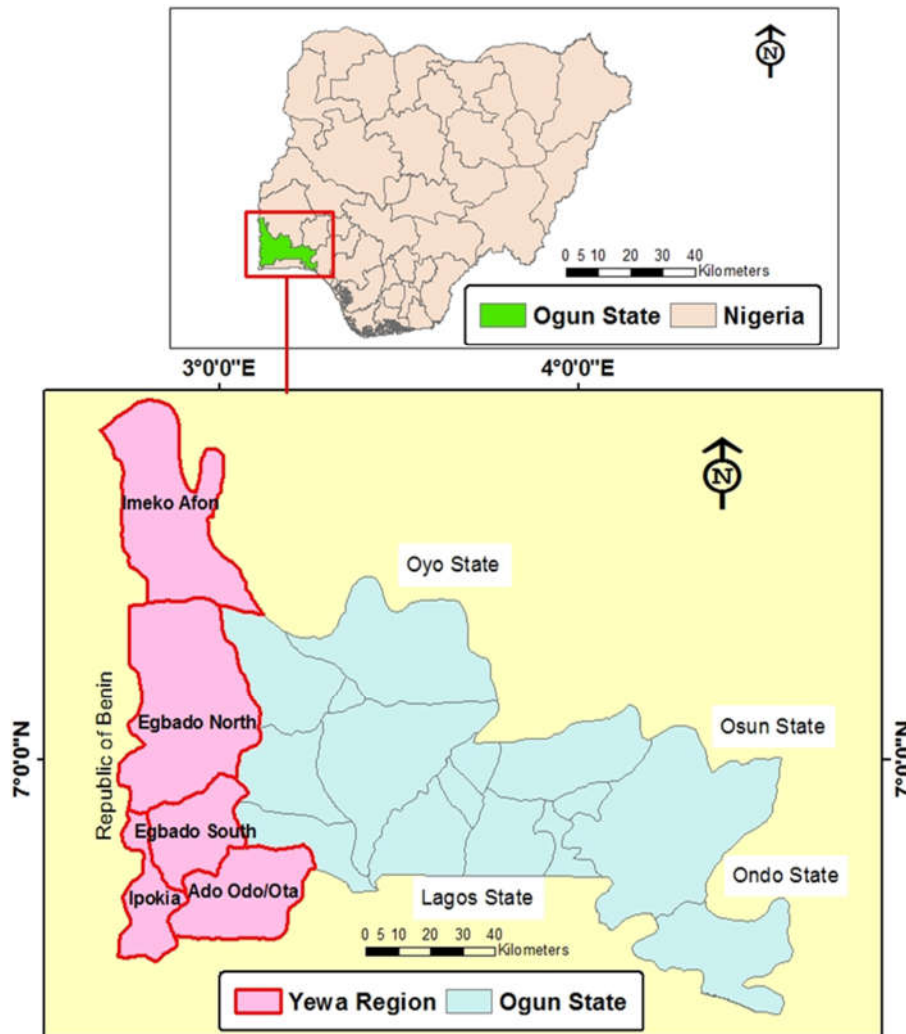 N
0 5 10 20 30 40
Kilometers
Ogun State Nigeria
3°0'0"E 4°0'0"E
N
Imeko Afon
Oyo State
Republic of Benin
Egbado North
Osun State
7°0'0"N 7°0'0"N
Egbado South
Ondo State
Ipokia Ado Odo/Ota
Lagos State
0 5 10 20 30 40
Kilometers
Yewa Region Ogun State